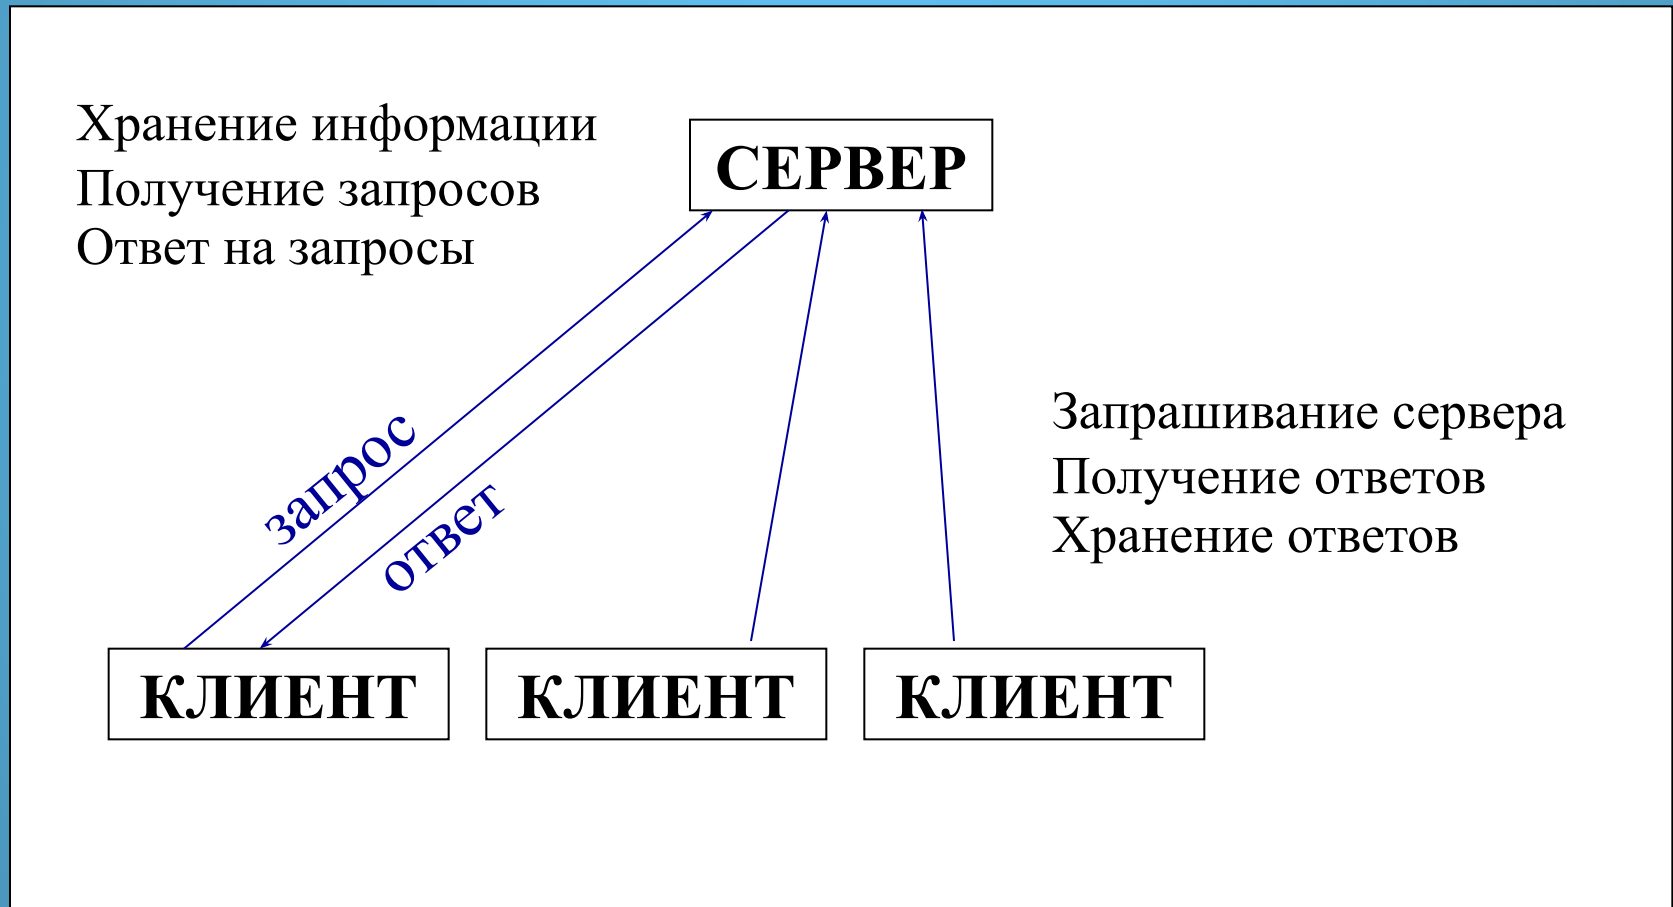 Хранение информации
Получение запросов
Ответ на запросы
СЕРВЕР
запрос
ответ
Запрашивание сервера
Получение ответов
Хранение ответов
КЛИЕНТ
КЛИЕНТ
КЛИЕНТ